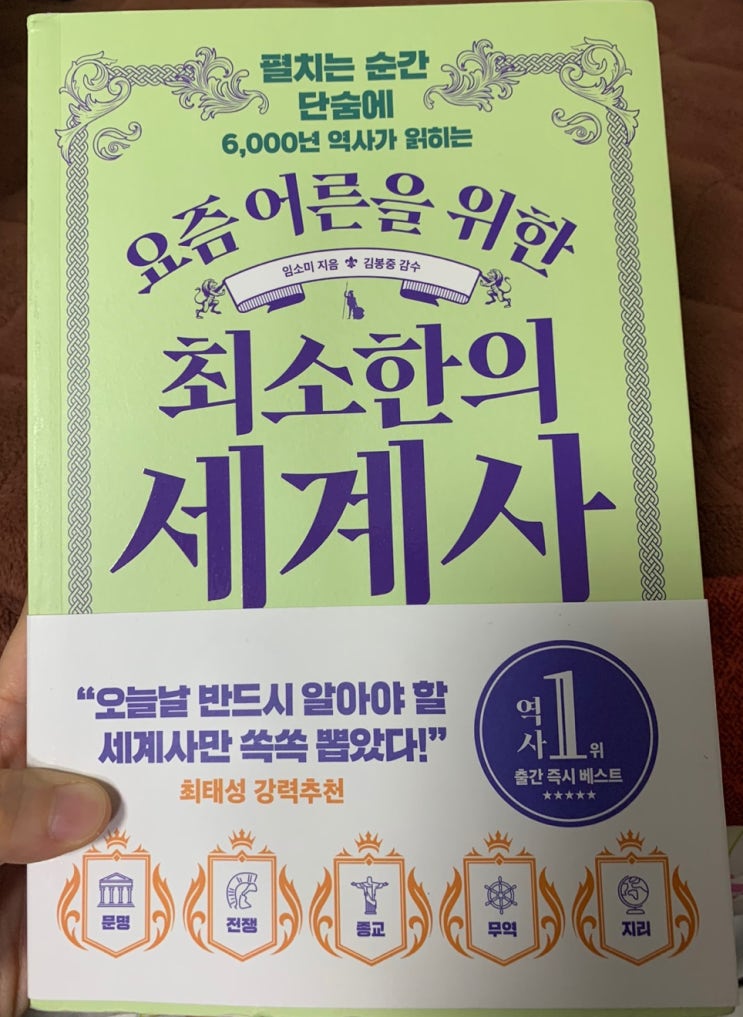 펼치는 순간
단숨에
6,000년 역사가 읽히는
요즘 어른을 위한
임소미 지음 김봉중 감수
최소한의
세계사
“오늘날 반드시 알아야 할
세계사만 쏙쏙 뽑았다!”
최태성 강력추천
역사 1위
출간 즉시 베스트
★★★★★
문명
전쟁
종교
무역
지리